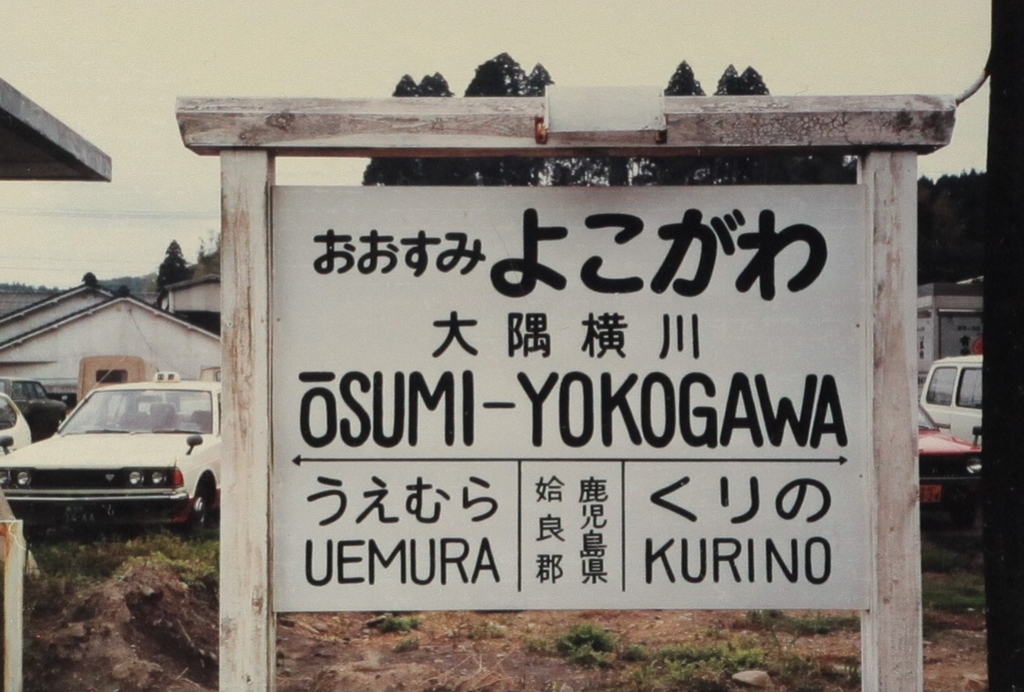 おおすみよこがわ
大隅横川
ŌSUMI-YOKOGAWA
うえむら
UEMURA
鹿児島県
姶良郡
くりの
KURINO